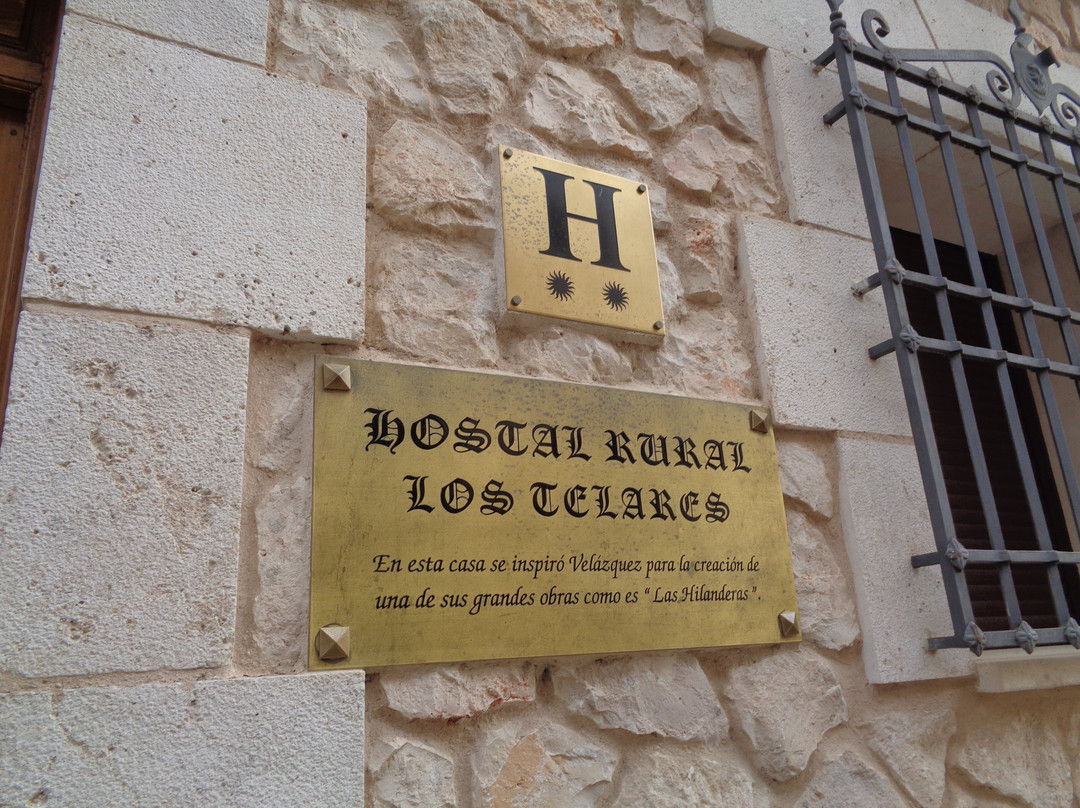 H
HOSTAL RURAL
LOS TELARES
En esta casa se inspiró Velázquez para la creación de
una de sus grandes obras como es “ Las Hilanderas ”.